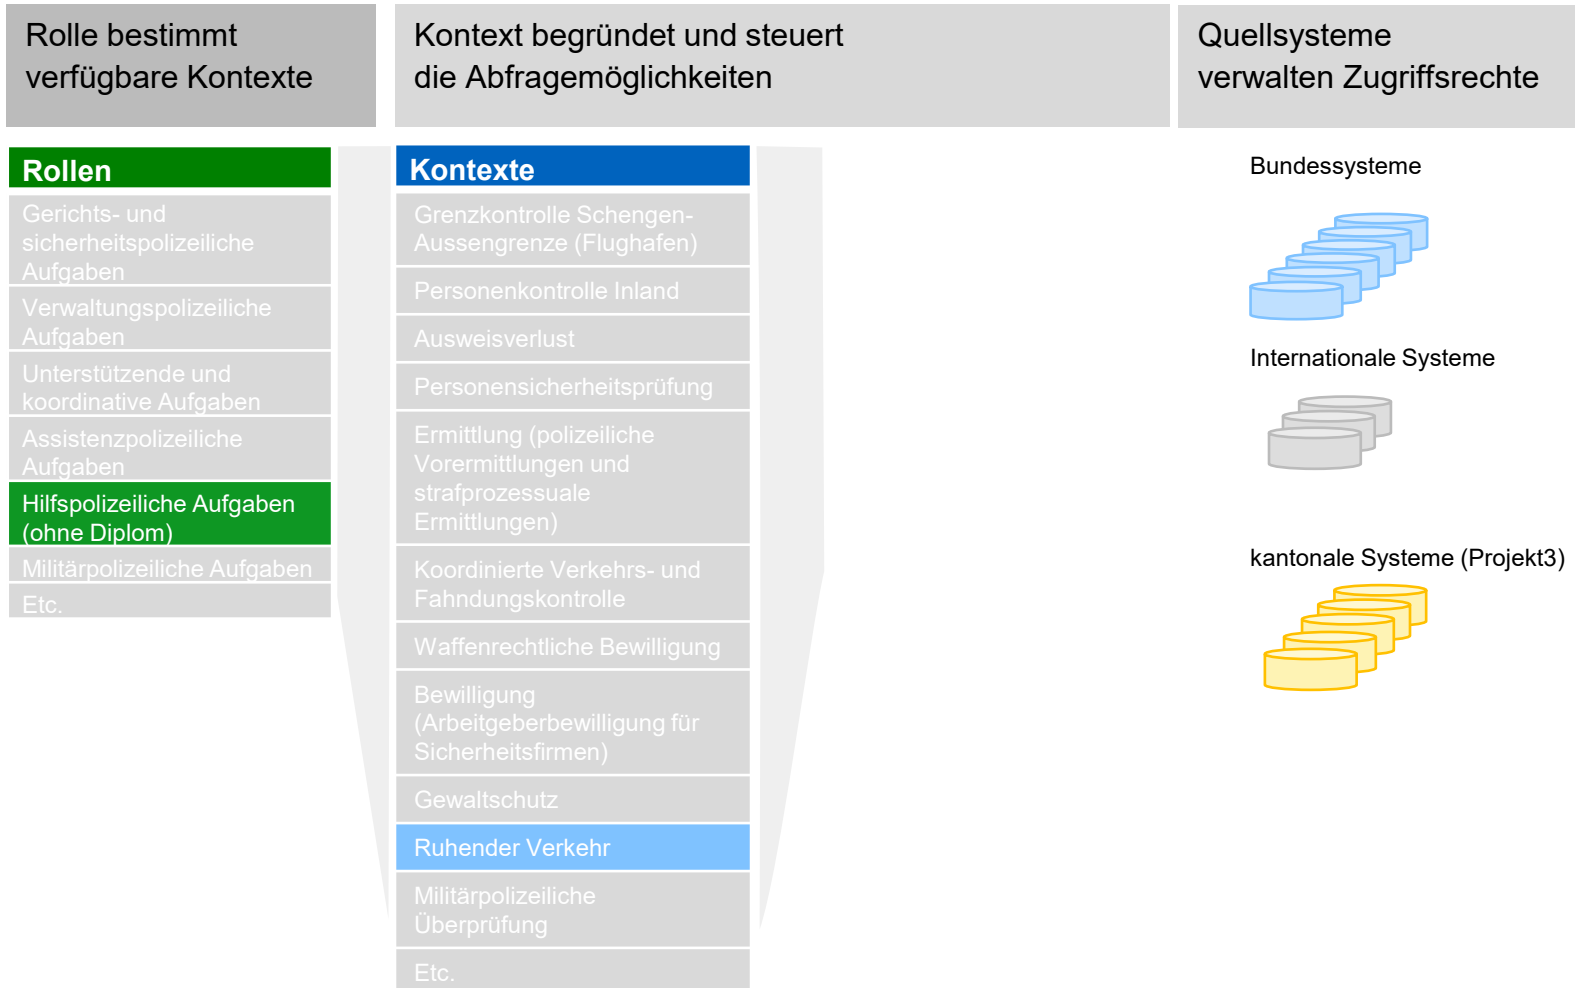 Rolle bestimmt
verfügbare Kontexte
Kontext begründet und steuert
die Abfragemöglichkeiten
Quellsysteme
verwalten Zugriffsrechte
Rollen
Gerichts- und
sicherheitspolizeiliche
Aufgaben
Verwaltungspolizeiliche
Aufgaben
Unterstützende und
koordinative Aufgaben
Assistenzpolizeiliche
Aufgaben
Hilfspolizeiliche Aufgaben
(ohne Diplom)
Militärpolizeiliche Aufgaben
Etc.
Kontexte
Grenzkontrolle Schengen-
Aussengrenze (Flughafen)
Personenkontrolle Inland
Ausweisverlust
Personensicherheitsprüfung
Ermittlung (polizeiliche
Vorermittlungen und
strafprozessuale
Ermittlungen)
Koordinierte Verkehrs- und
Fahndungskontrolle
Waffenrechtliche Bewilligung
Bewilligung
(Arbeitgeberbewilligung für
Sicherheitsfirmen)
Gewaltschutz
Ruhender Verkehr
Militärpolizeiliche
Überprüfung
Etc.
Bundessysteme
Internationale Systeme
kantonale Systeme (Projekt3)